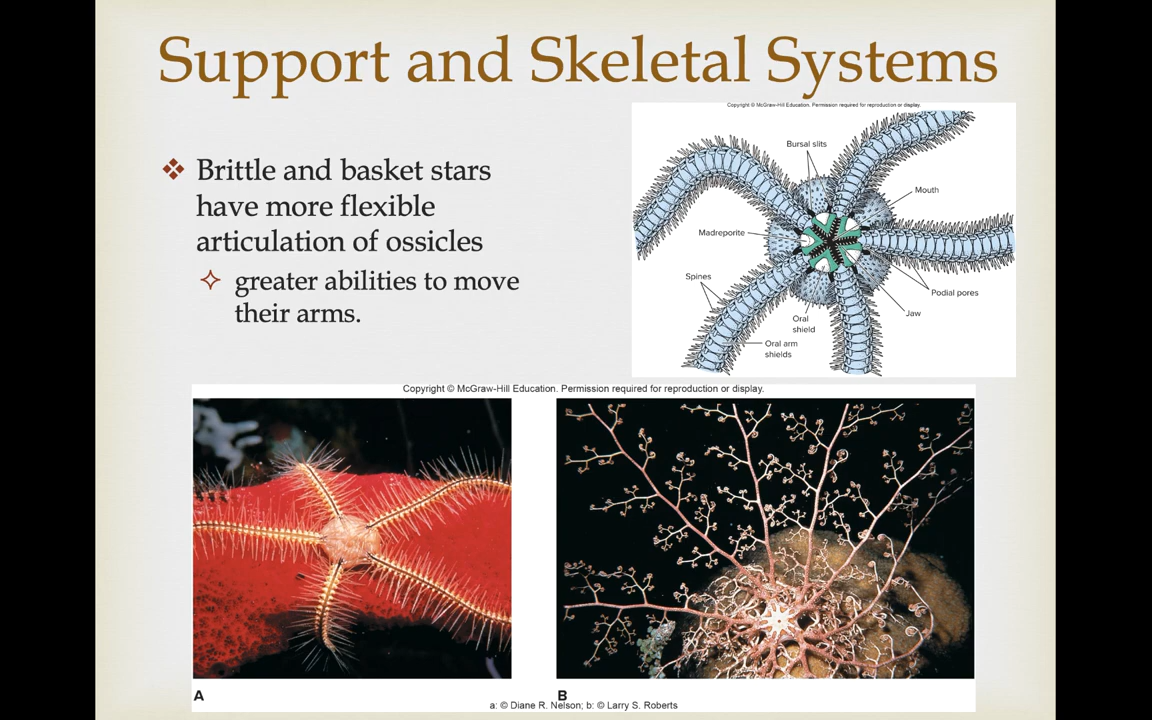 Support and Skeletal Systems
Brittle and basket stars
have more flexible
articulation of ossicles
greater abilities to move
their arms.
Copyright © McGraw-Hill Education. Permission required for reproduction or display.
Bursal slits
Mouth
Madreporite
Spines
Podial pores
Jaw
Oral
shield
Oral arm
shields
Copyright © McGraw-Hill Education. Permission required for reproduction or display.
A
B
a: © Diane R. Nelson; b: © Larry S. Roberts